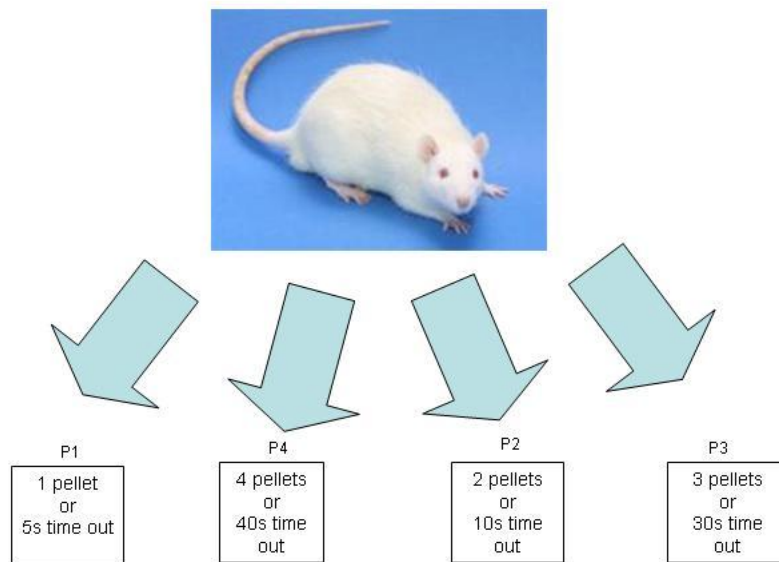 P1
1 pellet
or
5s time out
P4
4 pellets
or
40s time
out
P2
2 pellets
or
10s time
out
P3
3 pellets
or
30s time
out